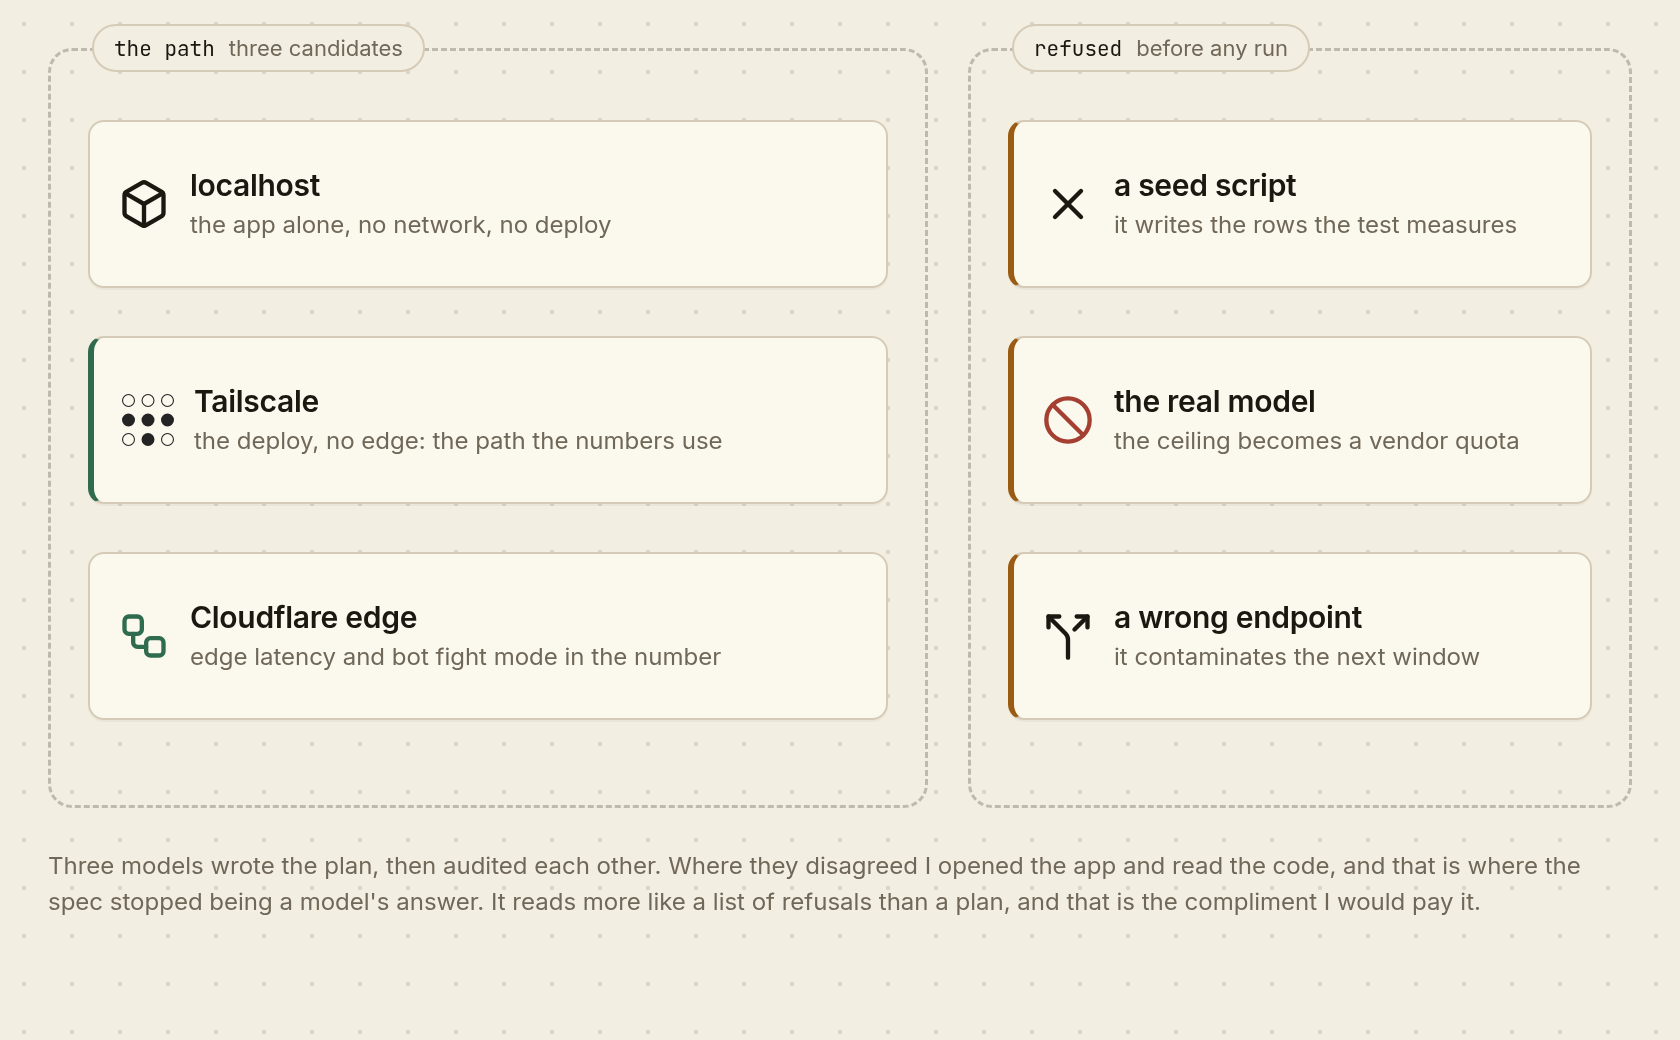 the path three candidates
localhost
the app alone, no network, no deploy
Tailscale
the deploy, no edge: the path the numbers use
Cloudflare edge
edge latency and bot fight mode in the number
refused before any run
a seed script
it writes the rows the test measures
the real model
the ceiling becomes a vendor quota
a wrong endpoint
it contaminates the next window
Three models wrote the plan, then audited each other. Where they disagreed I opened the app and read the code, and that is where the
spec stopped being a model's answer. It reads more like a list of refusals than a plan, and that is the compliment I would pay it.